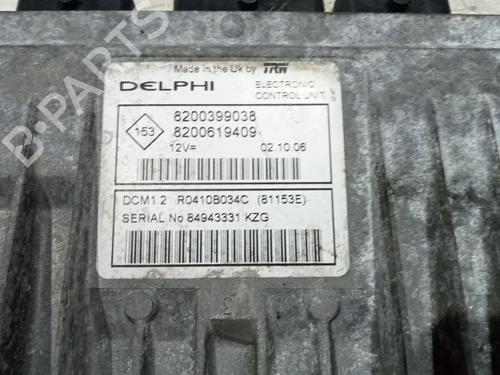 Made in the Uk by TRW
DELPHI
ELECTRONIC
CONTROL UNIT
153
8200399038
8200619409
12V=
02.10.06
DCM1.2 R0410B034C (81153E)
SERIAL No 84943331 KZG